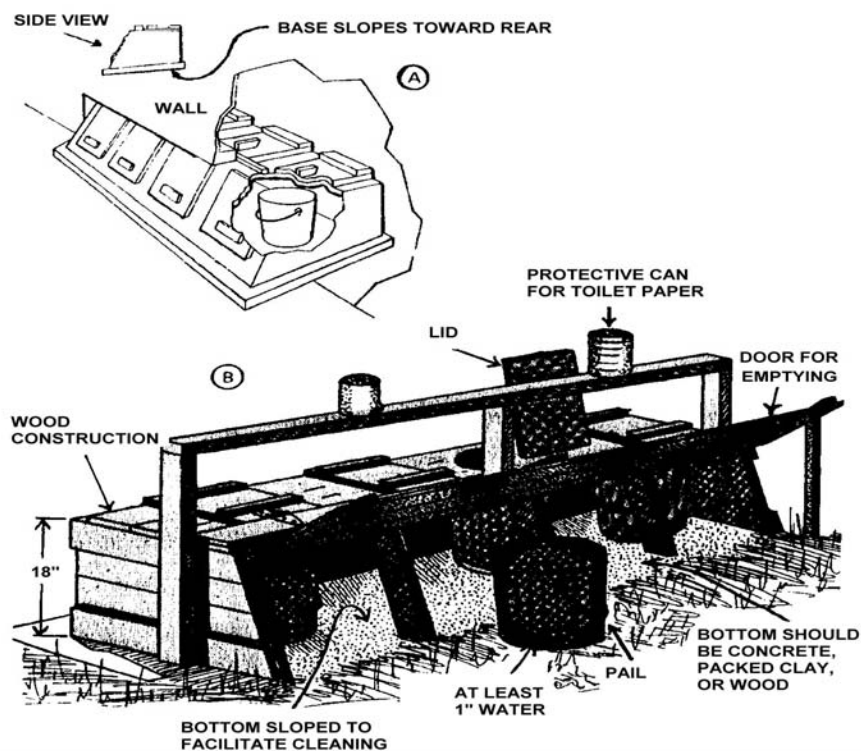 SIDE VIEW
BASE SLOPES TOWARD REAR
A
WALL
PROTECTIVE CAN
FOR TOILET PAPER
LID
DOOR FOR
EMPTYING
B
WOOD
CONSTRUCTION
18"
BOTTOM SHOULD
BE CONCRETE,
PACKED CLAY,
OR WOOD
PAIL
AT LEAST
1" WATER
BOTTOM SLOPED TO
FACILITATE CLEANING